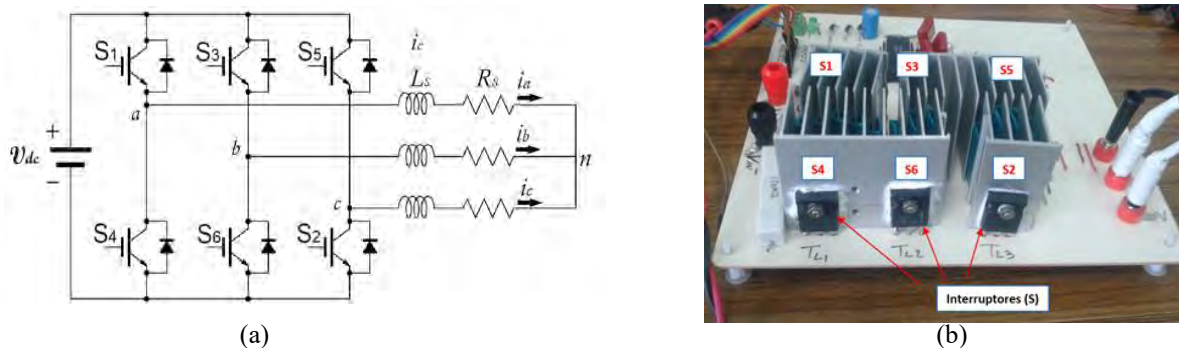 S1
S3
S5
ic
Ls
Rs
ia
a
+
vdc
−
b
ib
n
c
ic
S4
S6
S2
(a)
S1
S3
S5
S4
S6
S2
TL1
TL2
TL3
Interruptores (S)
(b)